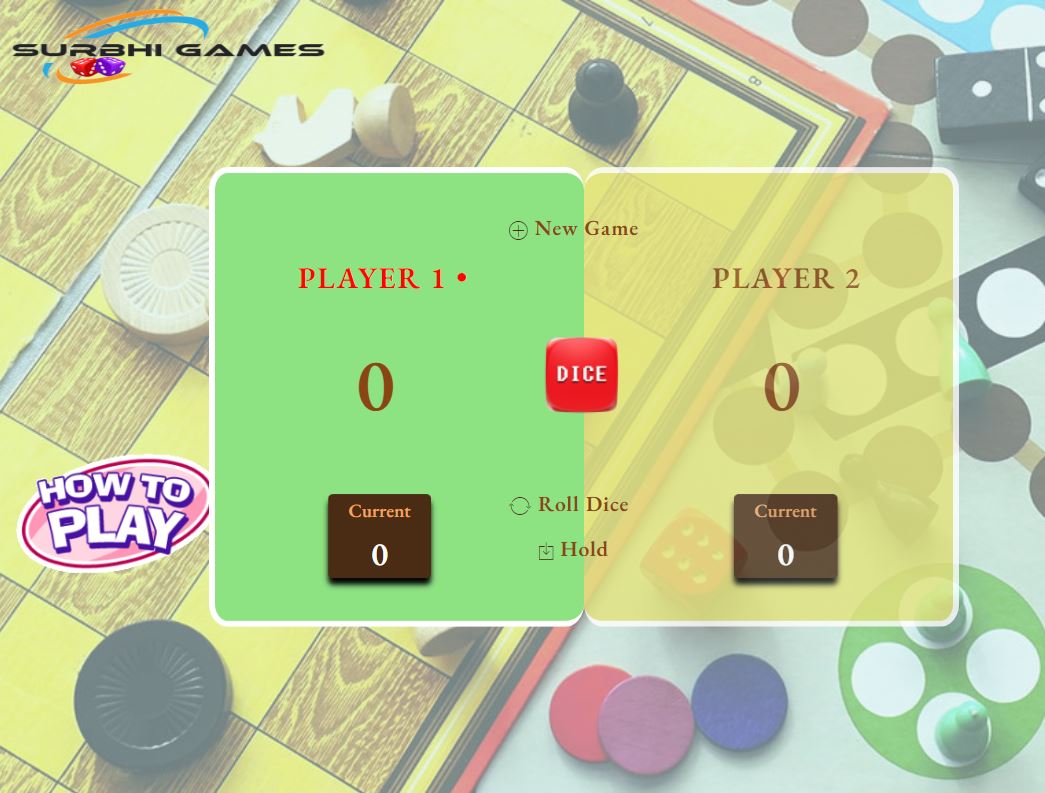 SURBHI GAMES
8
New Game
PLAYER 1 •
PLAYER 2
0
DICE
0
HOW TO
PLAY
Current
0
Roll Dice
Hold
Current
0